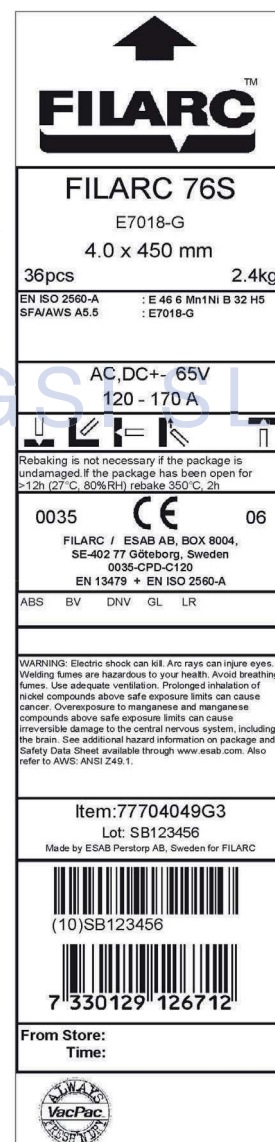 FILARC™
FILARC 76S
E7018-G
4.0 x 450 mm
36pcs 2.4kg
EN ISO 2560-A : E 46 6 Mn1Ni B 32 H5
SFA/AWS A5.5 : E7018-G
GSI SL
AC,DC+- 65V
120 - 170 A
Rebaking is not necessary if the package is
undamaged.If the package has been open for
>12h (27°C, 80%RH) rebake 350°C, 2h
0035 CE 06
FILARC / ESAB AB, BOX 8004,
SE-402 77 Göteborg, Sweden
0035-CPD-C120
EN 13479 + EN ISO 2560-A
ABS BV DNV GL LR
WARNING: Electric shock can kill. Arc rays can injure eyes.
Welding fumes are hazardous to your health. Avoid breathing
fumes. Use adequate ventilation. Prolonged inhalation of
nickel compounds above safe exposure limits can cause
cancer. Overexposure to manganese and manganese
compounds above safe exposure limits can cause
irreversible damage to the central nervous system, including
the brain. See additional hazard information on package and
Safety Data Sheet available through www.esab.com. Also
refer to AWS: ANSI Z49.1.
Item:77704049G3
Lot: SB123456
Made by ESAB Perstorp AB, Sweden for FILARC
(10)SB123456
7 330129 126712
From Store:
Time:
ALWAYS
VacPac
FRESH'N DRY